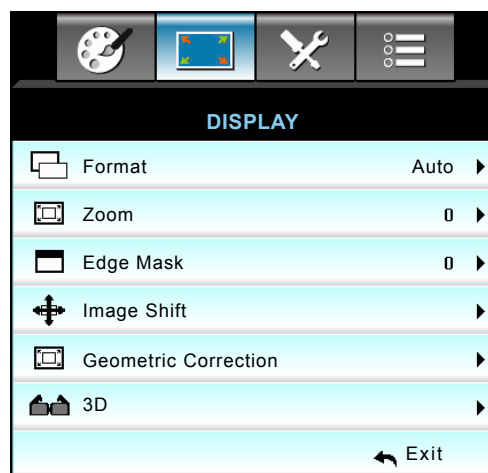 DISPLAY
Format Auto
Zoom 0
Edge Mask 0
Image Shift
Geometric Correction
3D
Exit